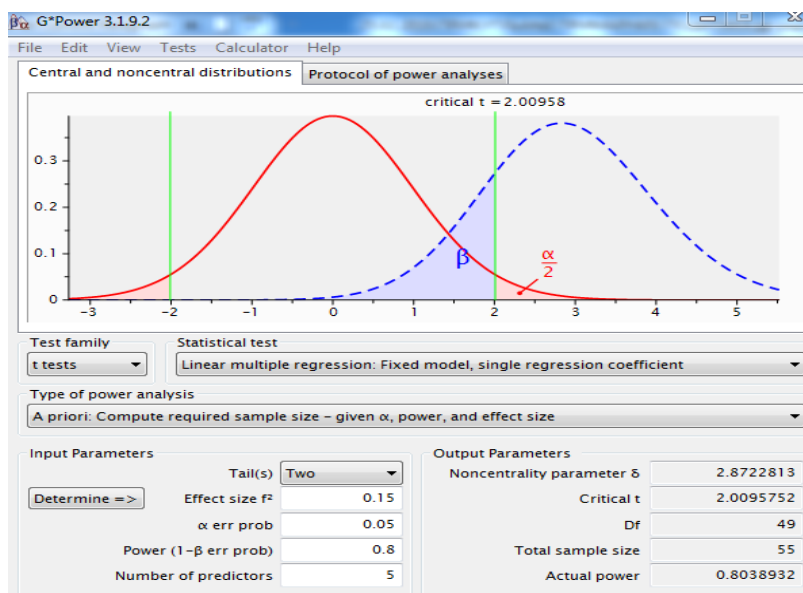 G*Power 3.1.9.2
File Edit View Tests Calculator Help
Central and noncentral distributions Protocol of power analyses
critical t = 2.00958
0.3
0.2
0.1
0
-3 -2 -1 0 1 2 3 4 5
β
α
2
Test family Statistical test
t tests Linear multiple regression: Fixed model, single regression coefficient
Type of power analysis
A priori: Compute required sample size – given α, power, and effect size
Input Parameters Output Parameters
Tail(s) Two Noncentrality parameter δ 2.8722813
Determine => Effect size f² 0.15 Critical t 2.0095752
α err prob 0.05 Df 49
Power (1-β err prob) 0.8 Total sample size 55
Number of predictors 5 Actual power 0.8038932